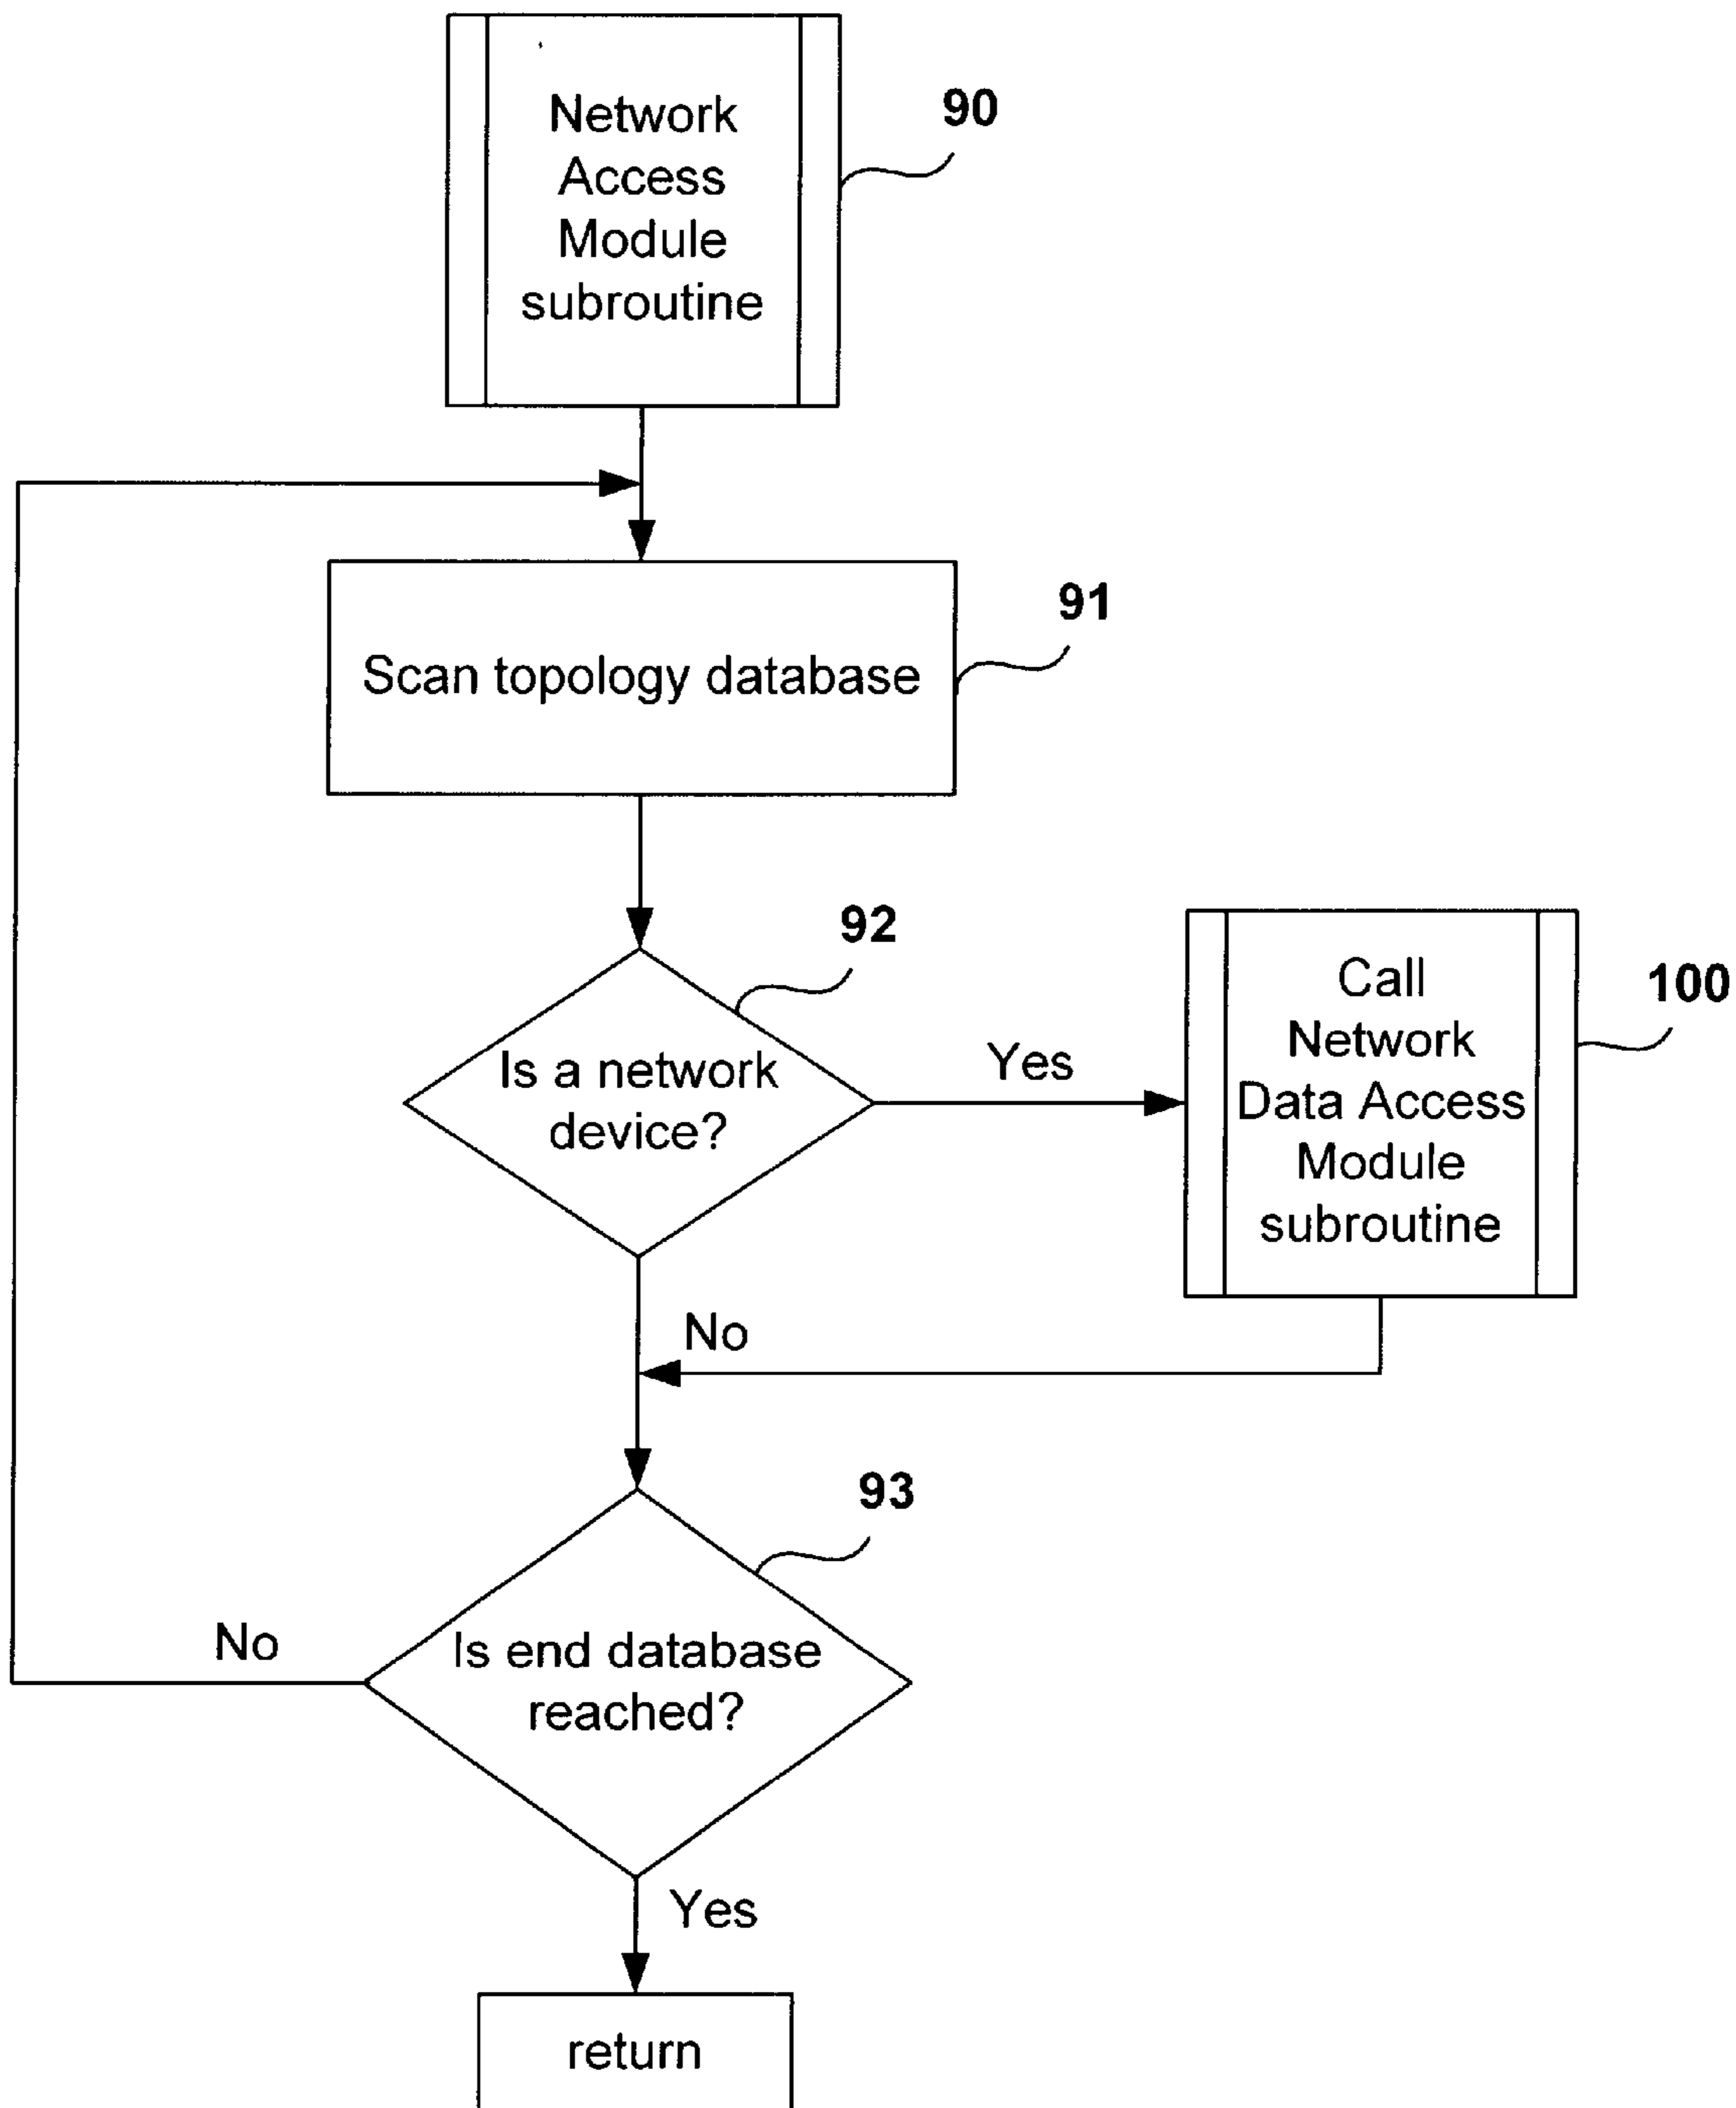 Network
Access
Module
subroutine
90
Scan topology database
91
92
Is a network
device?
Yes
Call
Network
Data Access
Module
subroutine
100
No
93
Is end database
reached?
No
Yes
return